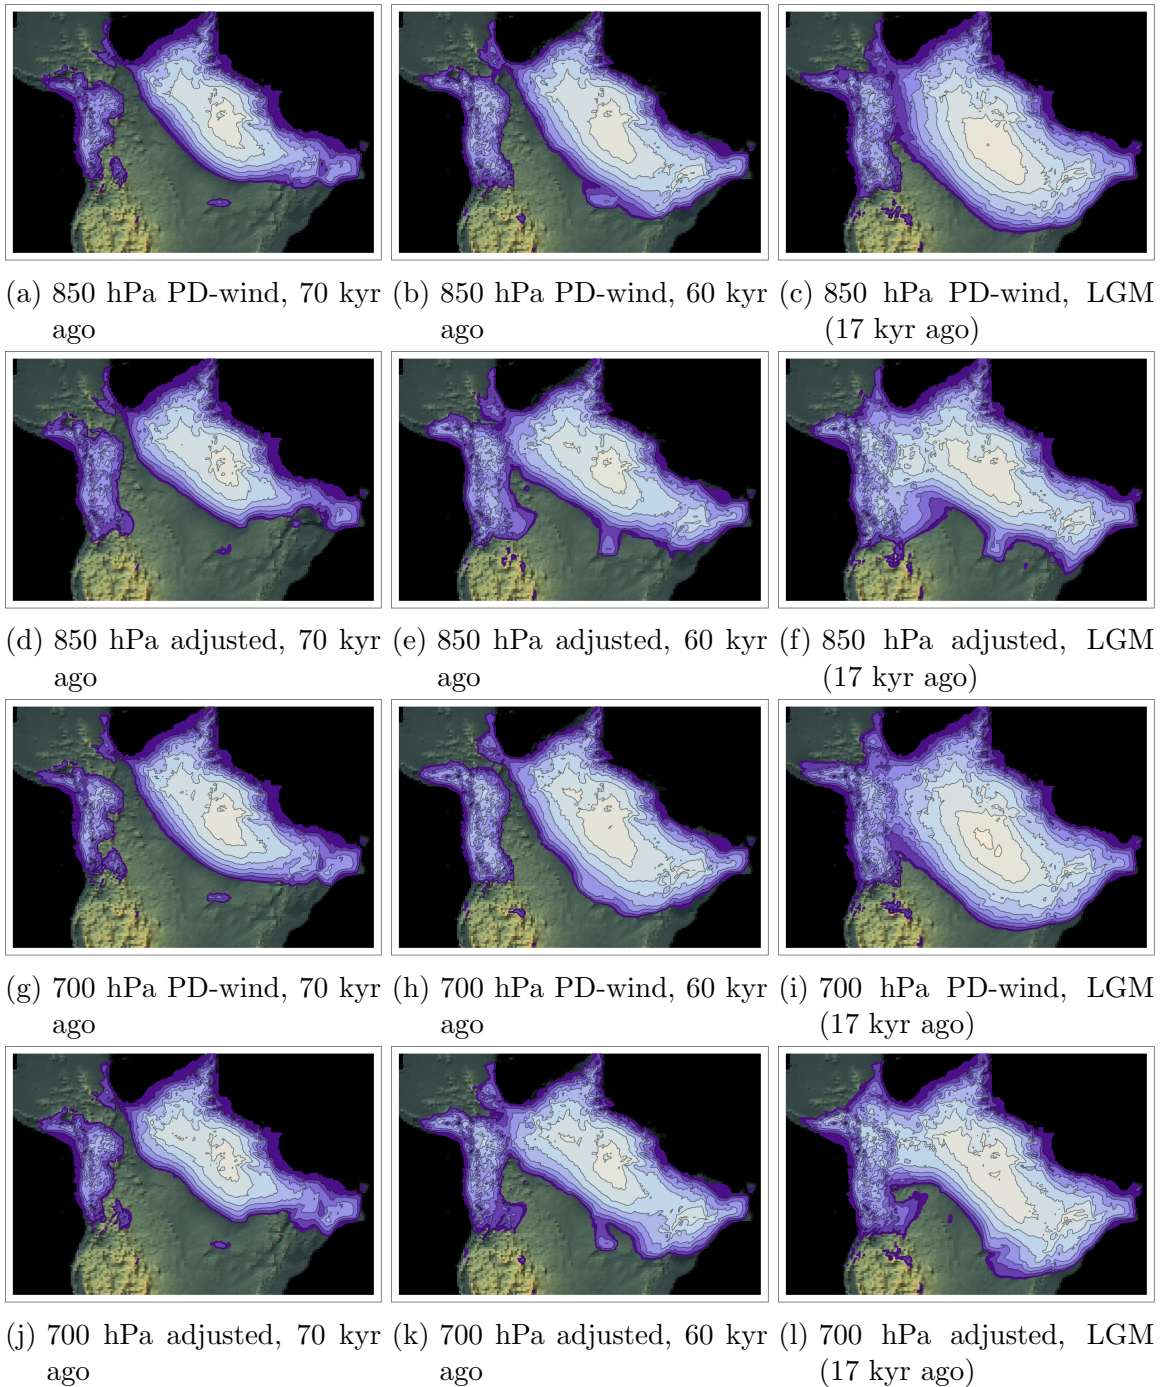 (a) 850 hPa PD-wind, 70 kyr ago
(b) 850 hPa PD-wind, 60 kyr ago
(c) 850 hPa PD-wind, LGM (17 kyr ago)
(d) 850 hPa adjusted, 70 kyr ago
(e) 850 hPa adjusted, 60 kyr ago
(f) 850 hPa adjusted, LGM (17 kyr ago)
(g) 700 hPa PD-wind, 70 kyr ago
(h) 700 hPa PD-wind, 60 kyr ago
(i) 700 hPa PD-wind, LGM (17 kyr ago)
(j) 700 hPa adjusted, 70 kyr ago
(k) 700 hPa adjusted, 60 kyr ago
(l) 700 hPa adjusted, LGM (17 kyr ago)